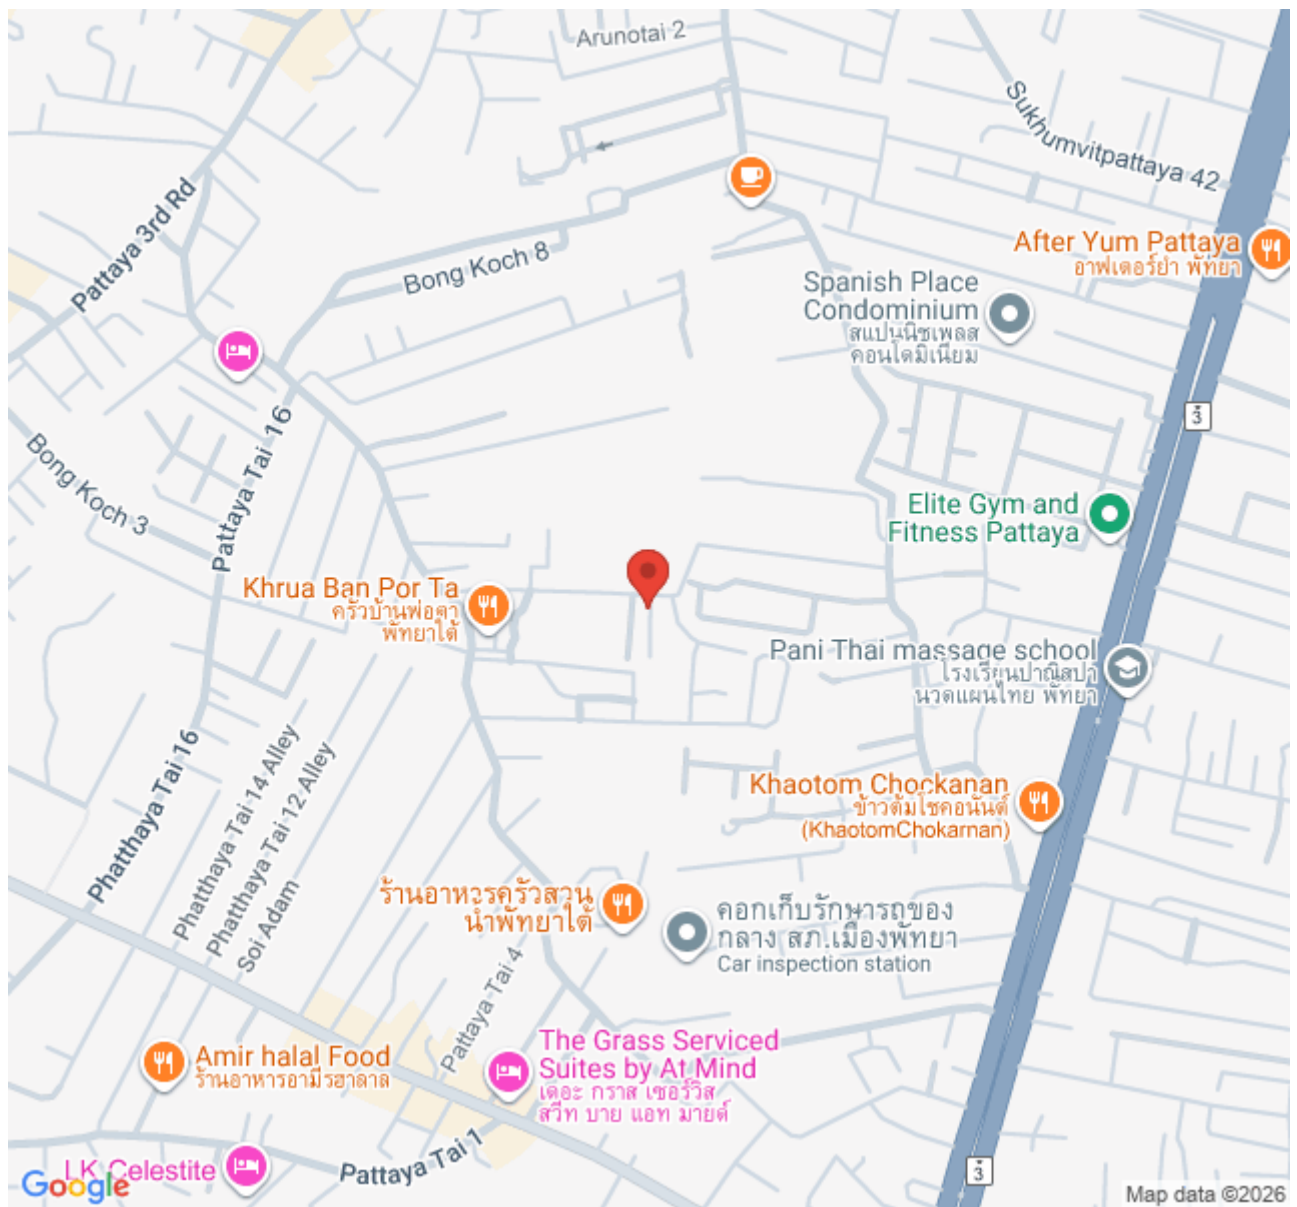 Arunotai 2
Sukhumvitpattaya 42
Pattaya 3rd Rd
Bong Koch 8
After Yum Pattaya
อาฟเตอร์ยำ พัทยา
Spanish Place
Condominium
สแปนนิชเพลส
คอนโดมิเนียม
3
Pattaya Tai 16
Bong Koch 3
Elite Gym and
Fitness Pattaya
Khrua Ban Por Ta
ครัวบ้านพ่อตา
พัทยาใต้
Pani Thai massage school
โรงเรียนปาณิสปา
นวดแผนไทย พัทยา
Phatthaya Tai 16
Phatthaya Tai 14 Alley
Phatthaya Tai 12 Alley
Soi Adam
Khaotom Chockanan
ข้าวต้มโชคอนันต์
(KhaotomChokarnan)
ร้านอาหารครัวสวน
น้ำพัทยาใต้
คอกเก็บรักษารถของ
กลาง สภ.เมืองพัทยา
Car inspection station
Pattaya Tai 4
The Grass Serviced
Suites by At Mind
เดอะ กราส เซอร์วิส
สวีท บาย แอท มายด์
Amir halal Food
ร้านอาหารอามีรฮาลาล
Pattaya Tai 1
LK Celestite
3
Google
Map data ©2026